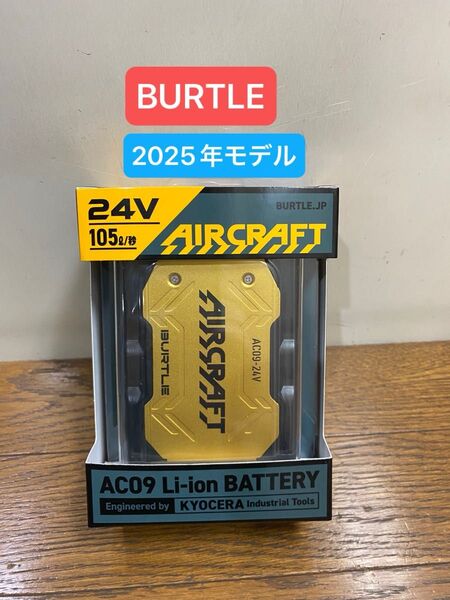 BURTLE
2025年モデル
24V
BURTLE.JP
105ℓ/秒
AIRCRAFT
AIRCRAFT
BURTLE
AC09-24V
AC09 Li-ion BATTERY
Engineered by KYOCERA Industrial Tools